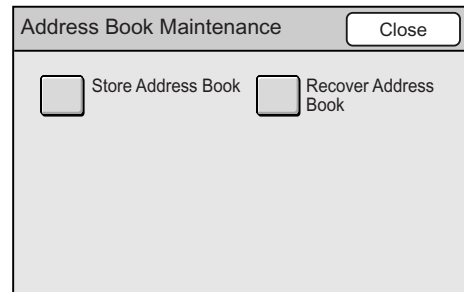 Address Book Maintenance
Close
Store Address Book
Recover Address
Book